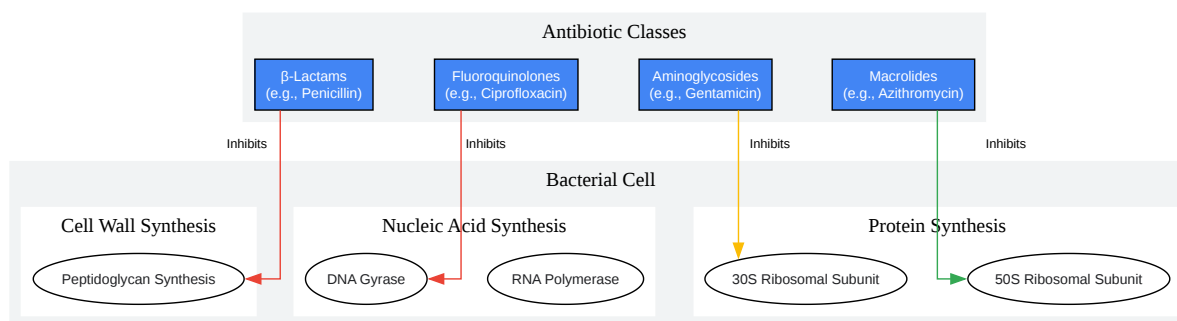 Antibiotic Classes
β-Lactams
(e.g., Penicillin)
Fluoroquinolones
(e.g., Ciprofloxacin)
Aminoglycosides
(e.g., Gentamicin)
Macrolides
(e.g., Azithromycin)
Inhibits
Inhibits
Inhibits
Inhibits
Bacterial Cell
Cell Wall Synthesis
Nucleic Acid Synthesis
Protein Synthesis
Peptidoglycan Synthesis
DNA Gyrase
RNA Polymerase
30S Ribosomal Subunit
50S Ribosomal Subunit